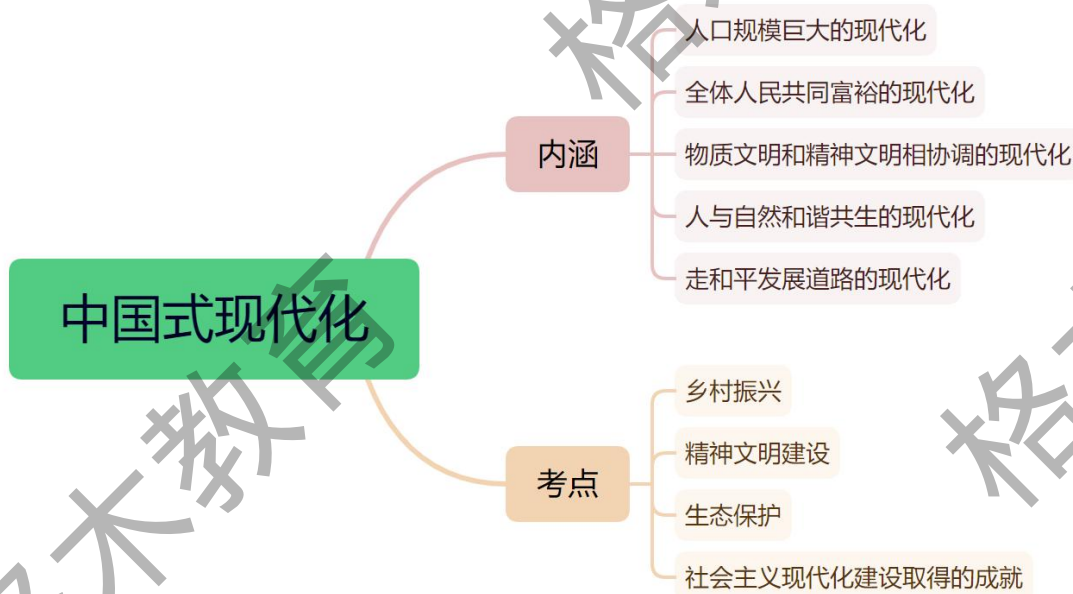 中国式现代化
内涵
人口规模巨大的现代化
全体人民共同富裕的现代化
物质文明和精神文明相协调的现代化
人与自然和谐共生的现代化
走和平发展道路的现代化
考点
乡村振兴
精神文明建设
生态保护
社会主义现代化建设取得的成就
木教育
格
格